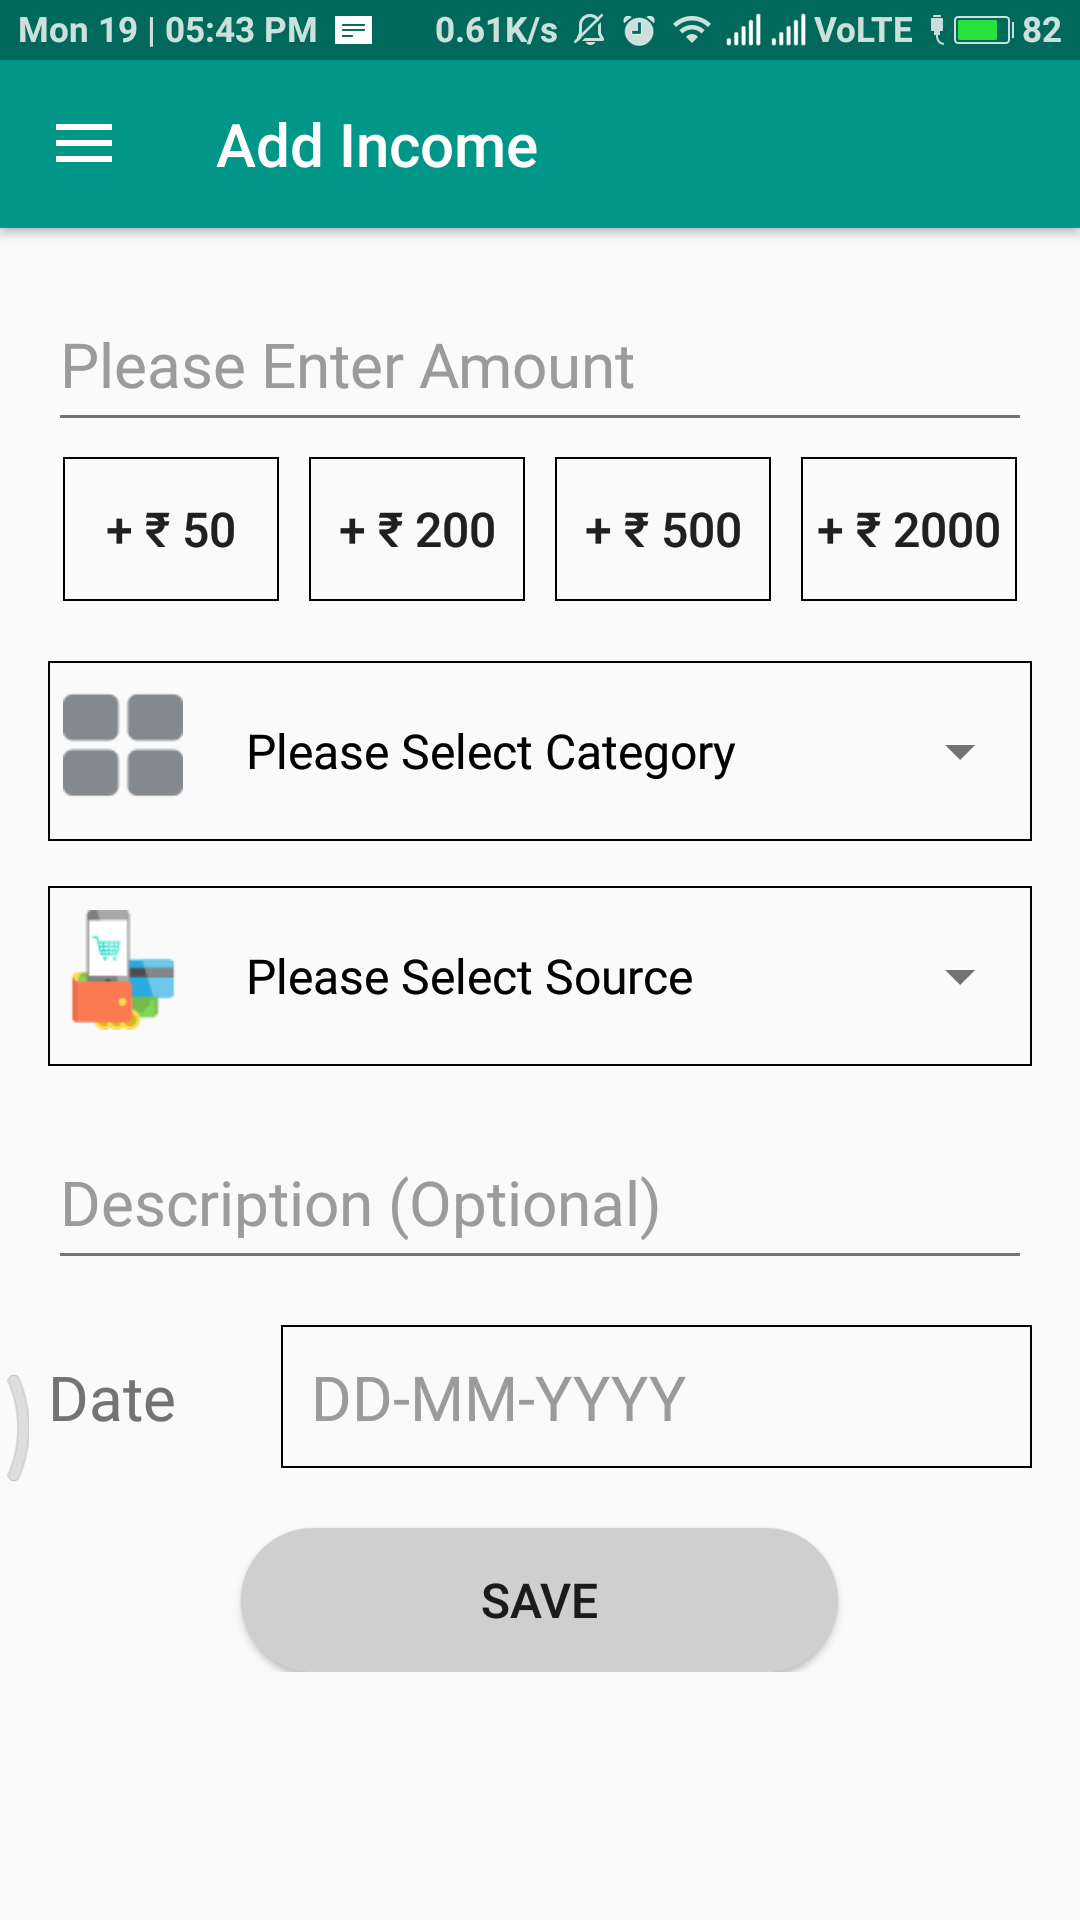 Mon 19 | 05:43 PM 0.61K/s VoLTE 82
Add Income
Please Enter Amount
+ ₹ 50 + ₹ 200 + ₹ 500 + ₹ 2000
Please Select Category
Please Select Source
Description (Optional)
Date DD-MM-YYYY
SAVE